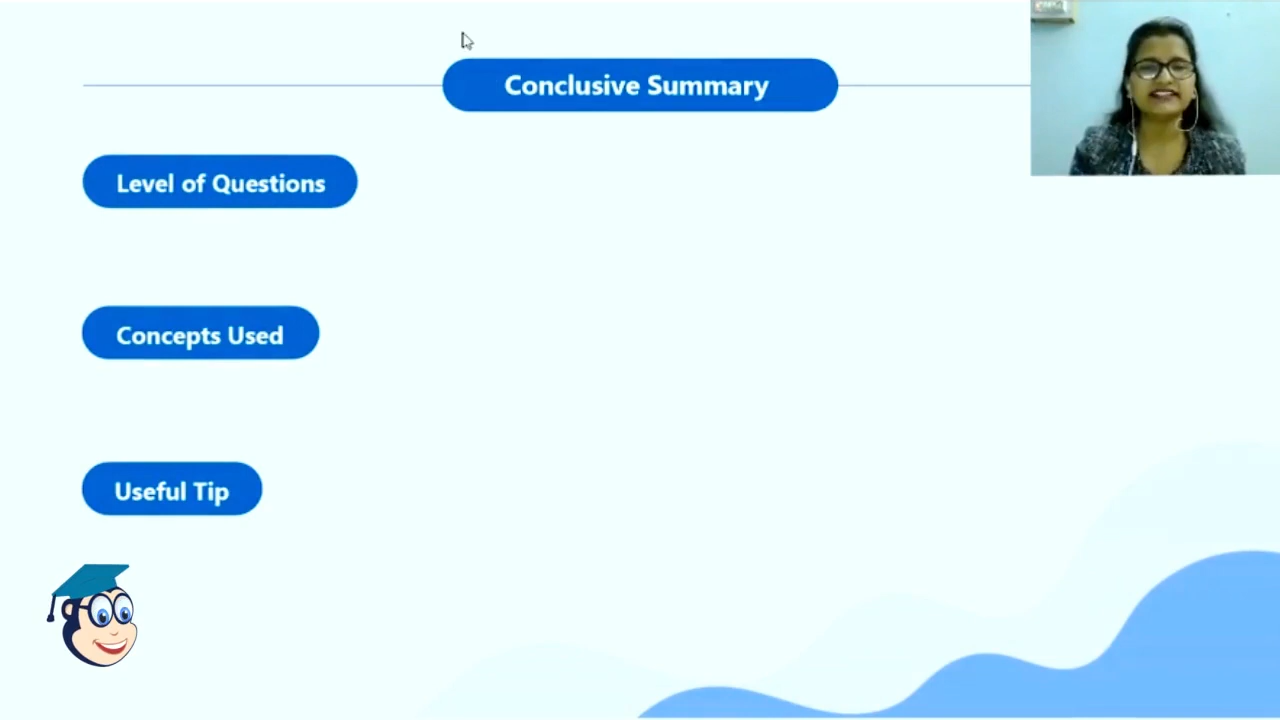 Conclusive Summary
Level of Questions
Concepts Used
Useful Tip